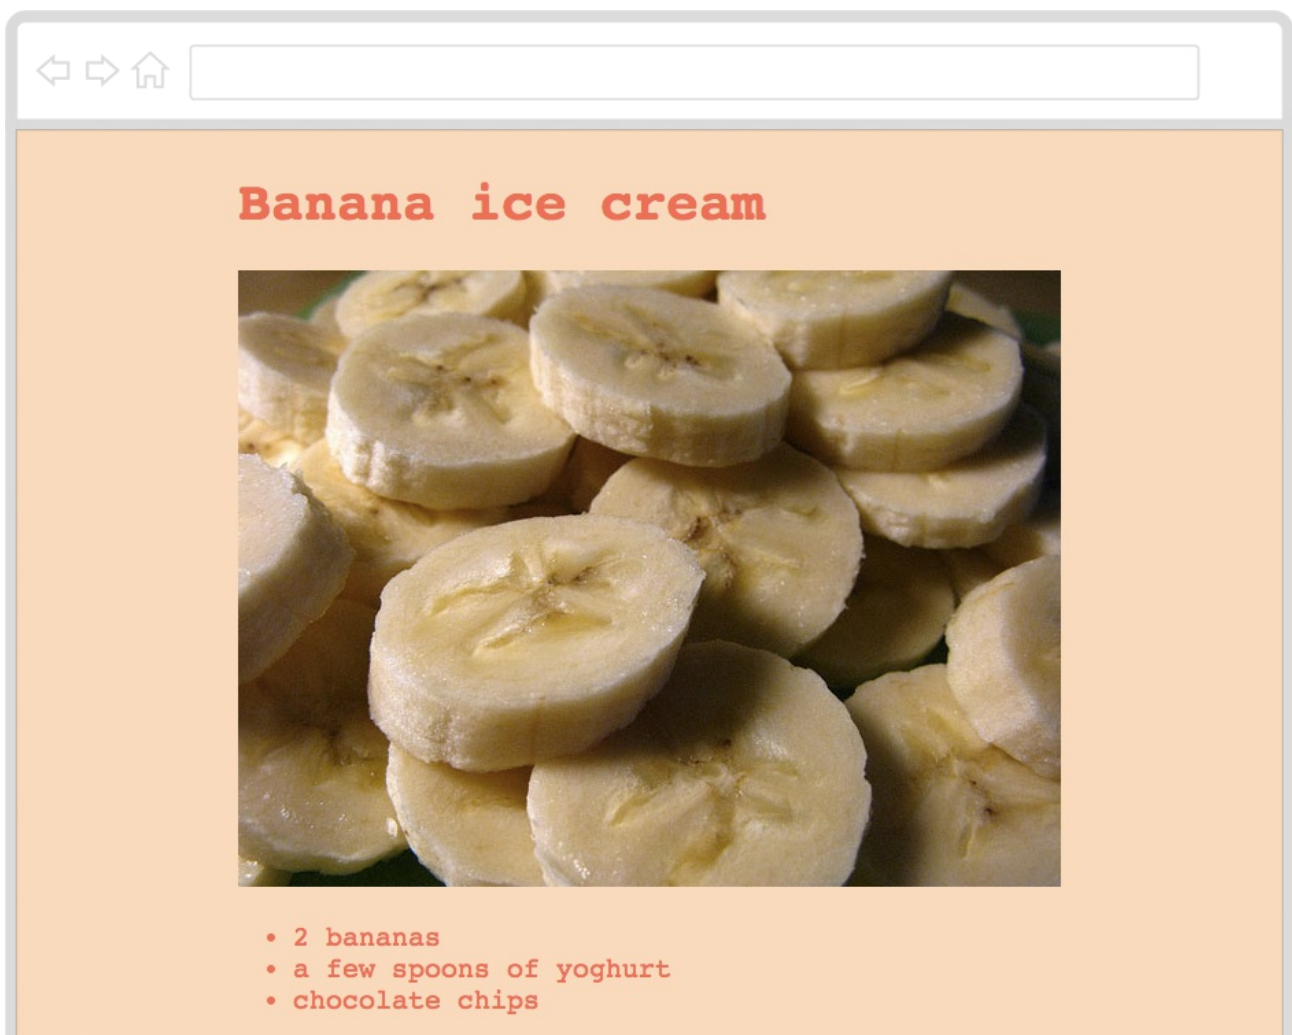 Banana ice cream
• 2 bananas
• a few spoons of yoghurt
• chocolate chips